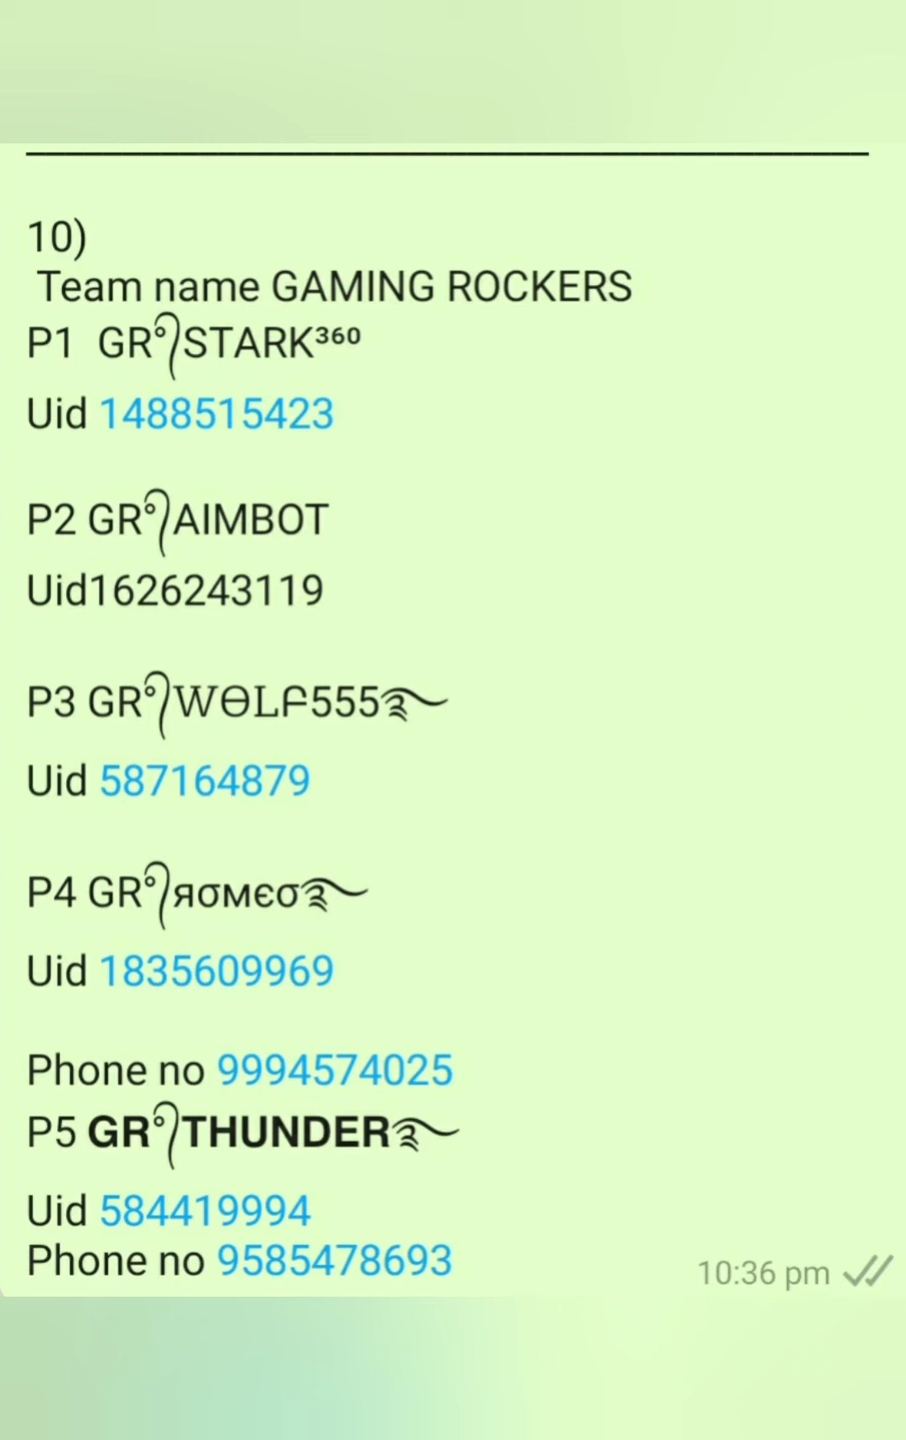 10)
Team name GAMING ROCKERS
P1 GR°᭄STARK³⁶⁰
Uid 1488515423
P2 GR°᭄AIMBOT
Uid1626243119
P3 GR°᭄ᎳᎾᏞᎵ555࿐
Uid 587164879
P4 GR°᭄яσмєσ࿐
Uid 1835609969
Phone no 9994574025
P5 𝗚𝗥°᭄𝗧𝗛𝗨𝗡𝗗𝗘𝗥࿐
Uid 584419994
Phone no 9585478693
10:36 pm